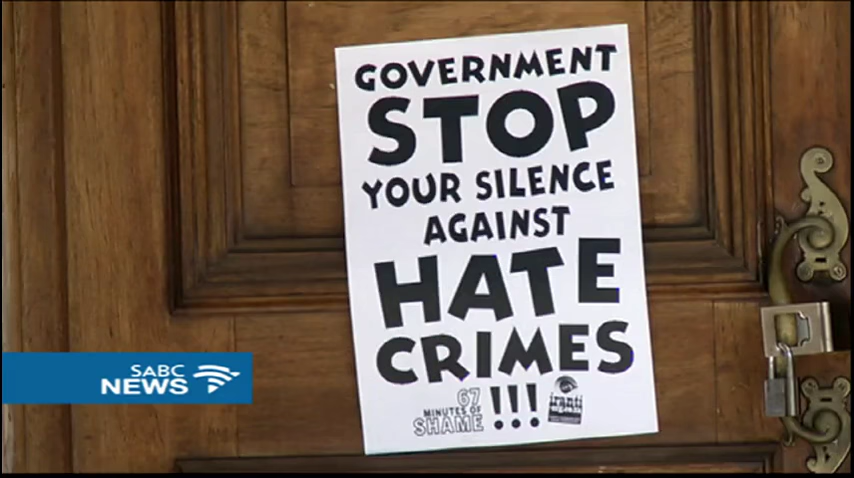 GOVERNMENT
STOP
YOUR SILENCE
AGAINST
HATE
CRIMES
!!!
67
MINUTES OF
SHAME
iranti
SABC
NEWS